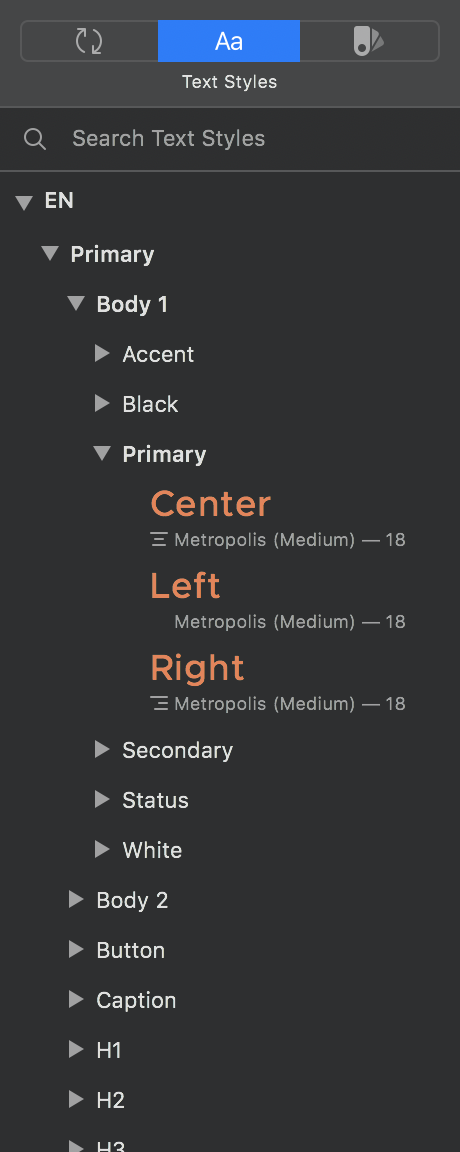 Aa
Text Styles
Search Text Styles
EN
Primary
Body 1
Accent
Black
Primary
Center
Metropolis (Medium) — 18
Left
Metropolis (Medium) — 18
Right
Metropolis (Medium) — 18
Secondary
Status
White
Body 2
Button
Caption
H1
H2
H3